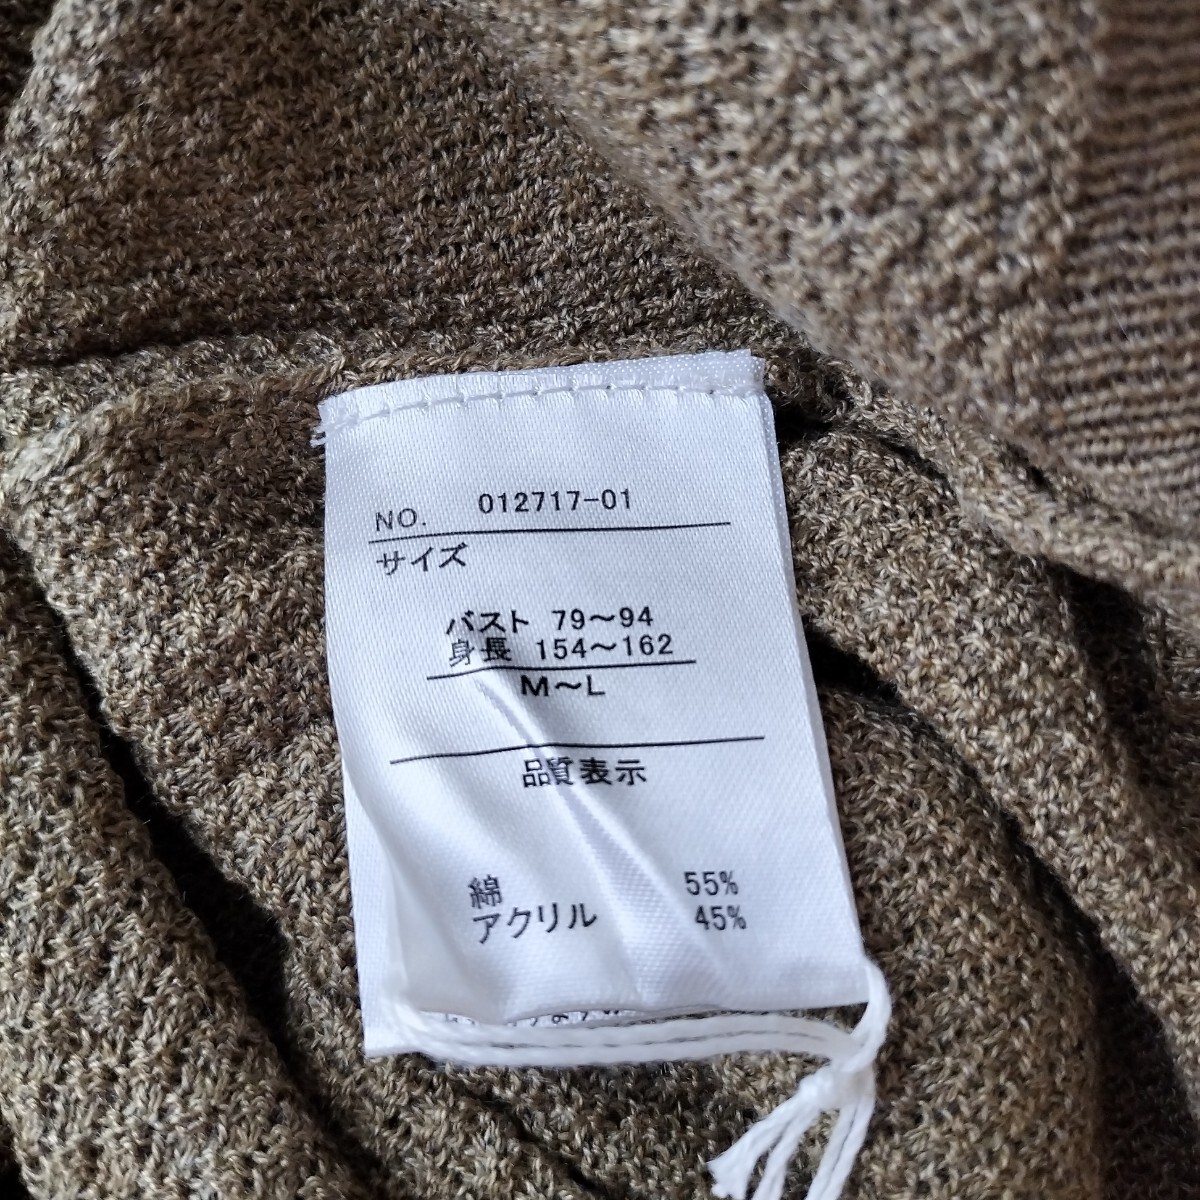 NO. 012717-01
サイズ
バスト 79～94
身長 154～162
M～L
品質表示
綿 55%
アクリル 45%